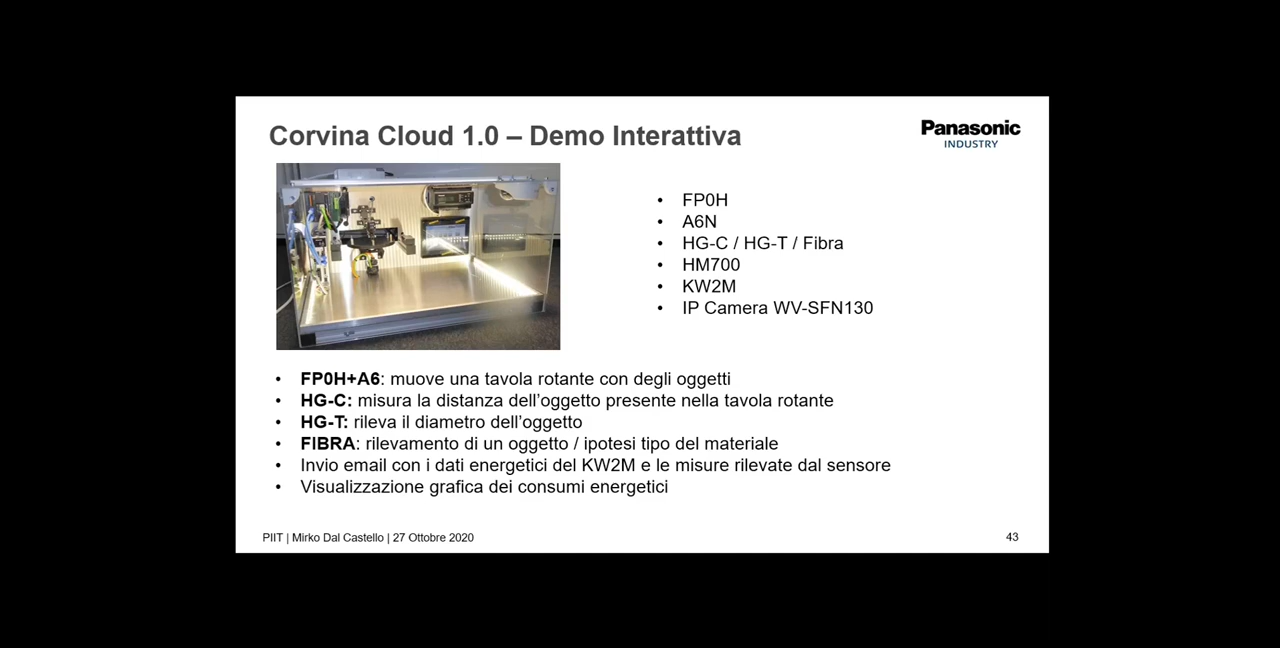 Corvina Cloud 1.0 – Demo Interattiva
Panasonic
INDUSTRY
• FP0H
• A6N
• HG-C / HG-T / Fibra
• HM700
• KW2M
• IP Camera WV-SFN130
• FP0H+A6: muove una tavola rotante con degli oggetti
• HG-C: misura la distanza dell’oggetto presente nella tavola rotante
• HG-T: rileva il diametro dell’oggetto
• FIBRA: rilevamento di un oggetto / ipotesi tipo del materiale
• Invio email con i dati energetici del KW2M e le misure rilevate dal sensore
• Visualizzazione grafica dei consumi energetici
PIIT | Mirko Dal Castello | 27 Ottobre 2020
43